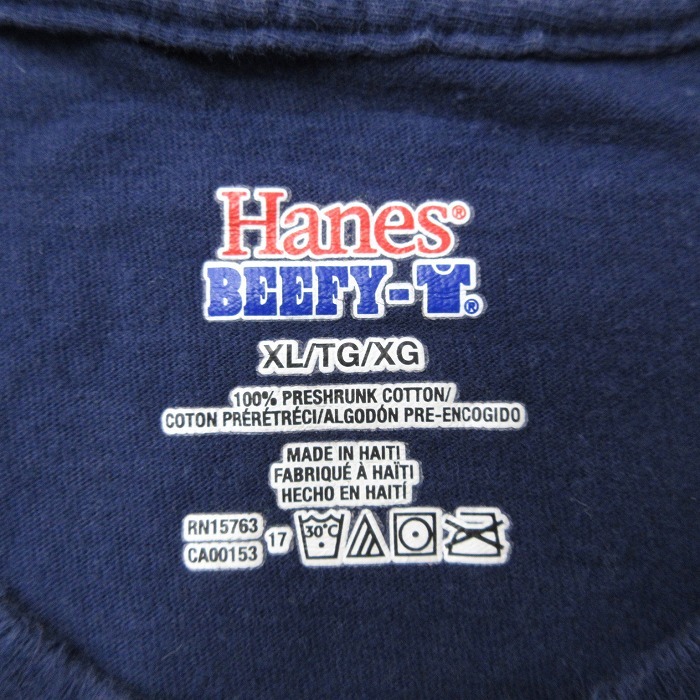 Hanes®
BEEFY-T®
XL/TG/XG
100% PRESHRUNK COTTON/
COTON PRÉRÉTRÉCI/ALGODÓN PRE-ENCOGIDO
MADE IN HAITI
FABRIQUÉ À HAÏTI
HECHO EN HAITÍ
RN15763
CA00153
17
30°C